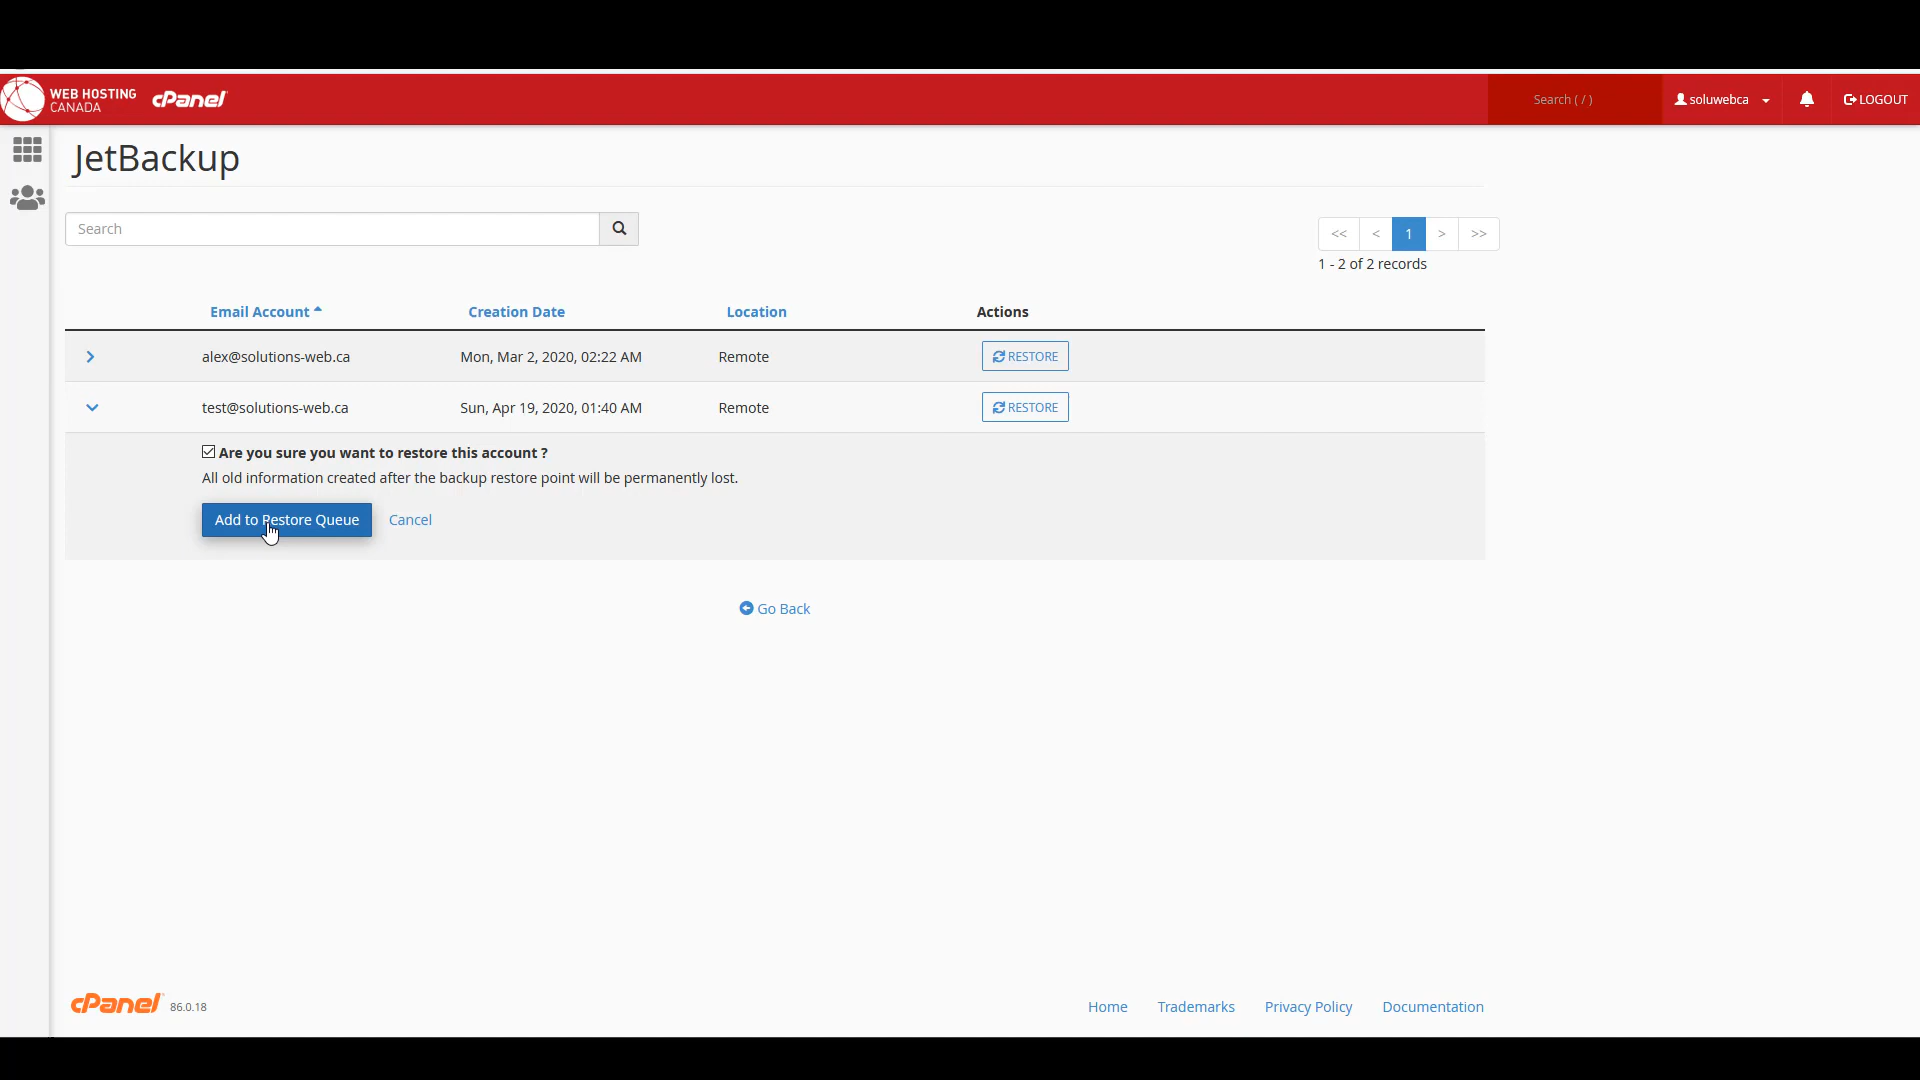 WEB HOSTING
CANADA
cPanel
Search ( / )
soluwebca
LOGOUT
JetBackup
Search
<< < 1 > >>
1 - 2 of 2 records
Email Account Creation Date Location Actions
alex@solutions-web.ca Mon, Mar 2, 2020, 02:22 AM Remote RESTORE
test@solutions-web.ca Sun, Apr 19, 2020, 01:40 AM Remote RESTORE
Are you sure you want to restore this account ?
All old information created after the backup restore point will be permanently lost.
Add to Restore Queue Cancel
Go Back
cPanel 86.0.18 Home Trademarks Privacy Policy Documentation